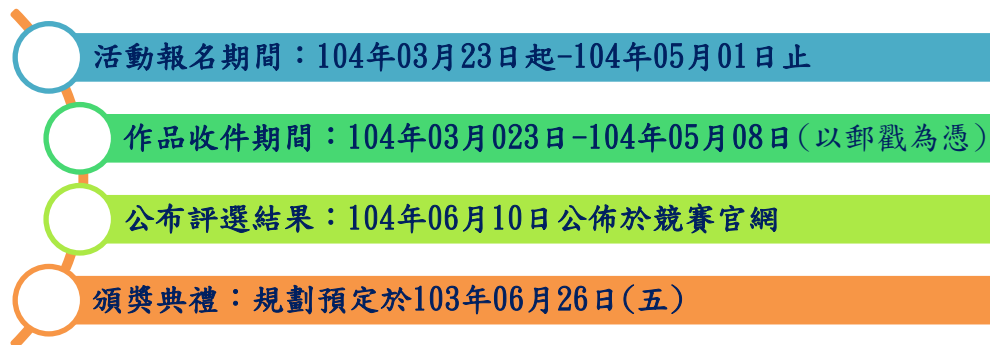 活動報名期間：104年03月23日起-104年05月01日止
作品收件期間：104年03月023日-104年05月08日(以郵戳為憑)
公布評選結果：104年06月10日公佈於競賽官網
頒獎典禮：規劃預定於103年06月26日(五)